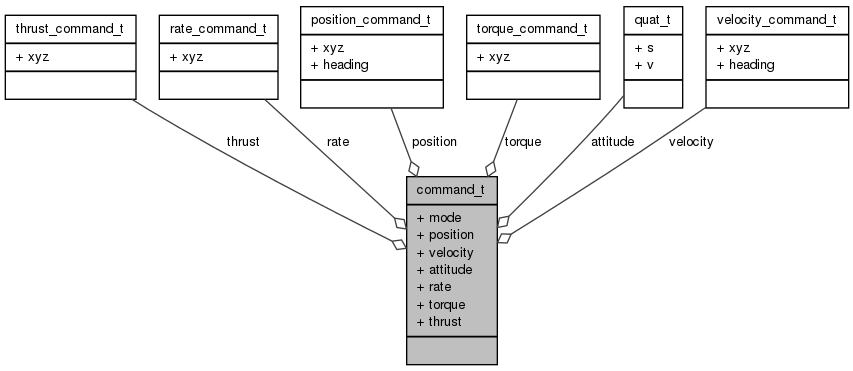 thrust_command_t
+ xyz
rate_command_t
+ xyz
position_command_t
+ xyz
+ heading
torque_command_t
+ xyz
quat_t
+ s
+ v
velocity_command_t
+ xyz
+ heading
thrust
rate
position
torque
attitude
velocity
command_t
+ mode
+ position
+ velocity
+ attitude
+ rate
+ torque
+ thrust